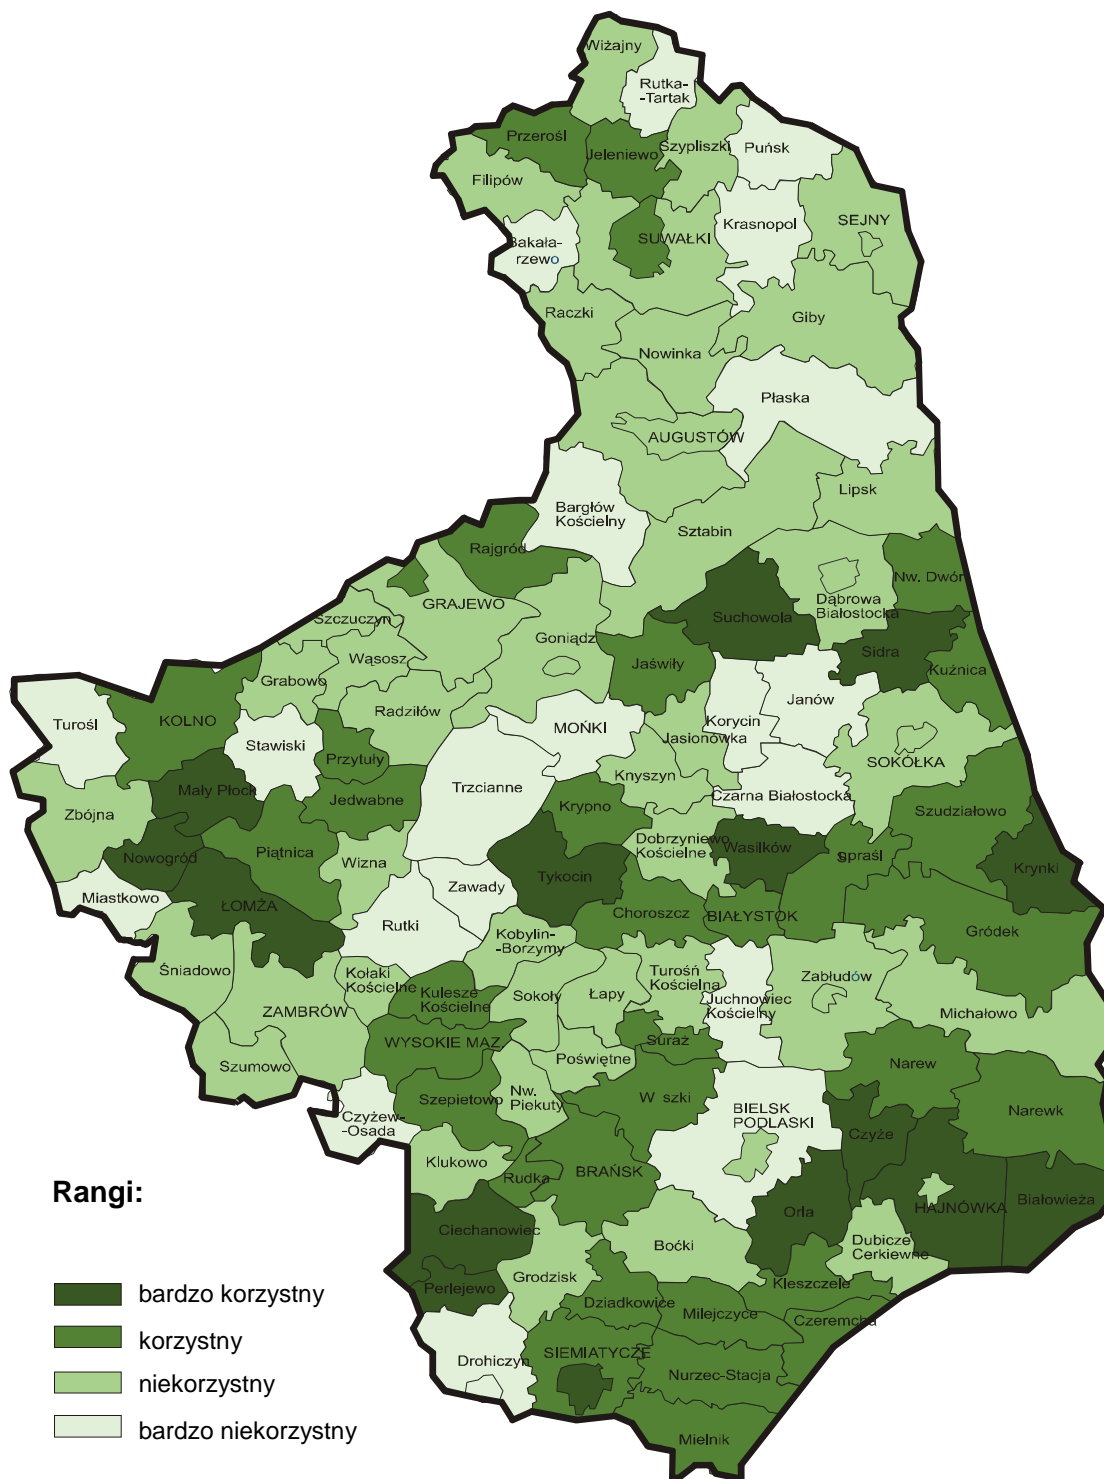 Wiżajny
Rutka-
-Tartak
Przerośl
Jeleniewo
Szypliszki
Puńsk
Filipów
SEJNY
Krasnopol
SUWAŁKI
Bakała-
rzewo
Raczki
Giby
Nowinka
Płaska
AUGUSTÓW
Lipsk
Bargłów
Kościelny
Sztabin
Rajgród
Nw. Dwór
GRAJEWO
Dąbrowa
Białostocka
Szczuczyn
Suchowola
Goniądz
Sidra
Wąsosz
Jaświły
Kuźnica
Grabowo
Janów
Radziłów
Turośl
KOLNO
MOŃKI
Korycin
Jasionówka
Stawiski
Przytuły
SOKÓŁKA
Knyszyn
Trzcianne
Mały Płock
Czarna Białostocka
Jedwabne
Krypno
Szudziałowo
Zbójna
Dobrzyniewo
Kościelne
Wasilków
Nowogród
Piątnica
Wizna
Spraśl
Krynki
Tykocin
Zawady
Miastkowo
ŁOMŻA
Choroszcz
BIAŁYSTOK
Rutki
Gródek
Kobylin-
-Borzymy
Śniadowo
Kołaki
Kościelne
Turośń
Kościelna
Zabłudów
Kulesze
Kościelne
Sokoły
Łapy
Juchnowiec
Kościelny
ZAMBRÓW
Michałowo
WYSOKIE MAZ.
Suraż
Poświętne
Szumowo
Narew
Nw.
Piekuty
Szepietowo
W szki
Czyżew-
-Osada
BIELSK
PODLASKI
Narewk
Czyże
Klukowo
Rudka
BRAŃSK
HAJNÓWKA
Białowieża
Ciechanowiec
Orla
Boćki
Dubicze
Cerkiewne
Perlejewo
Grodzisk
Kleszczele
Dziadkowice
Milejczyce
Czeremcha
Drohiczyn
SIEMIATYCZE
Nurzec-Stacja
Mielnik
Rangi:
bardzo korzystny
korzystny
niekorzystny
bardzo niekorzystny